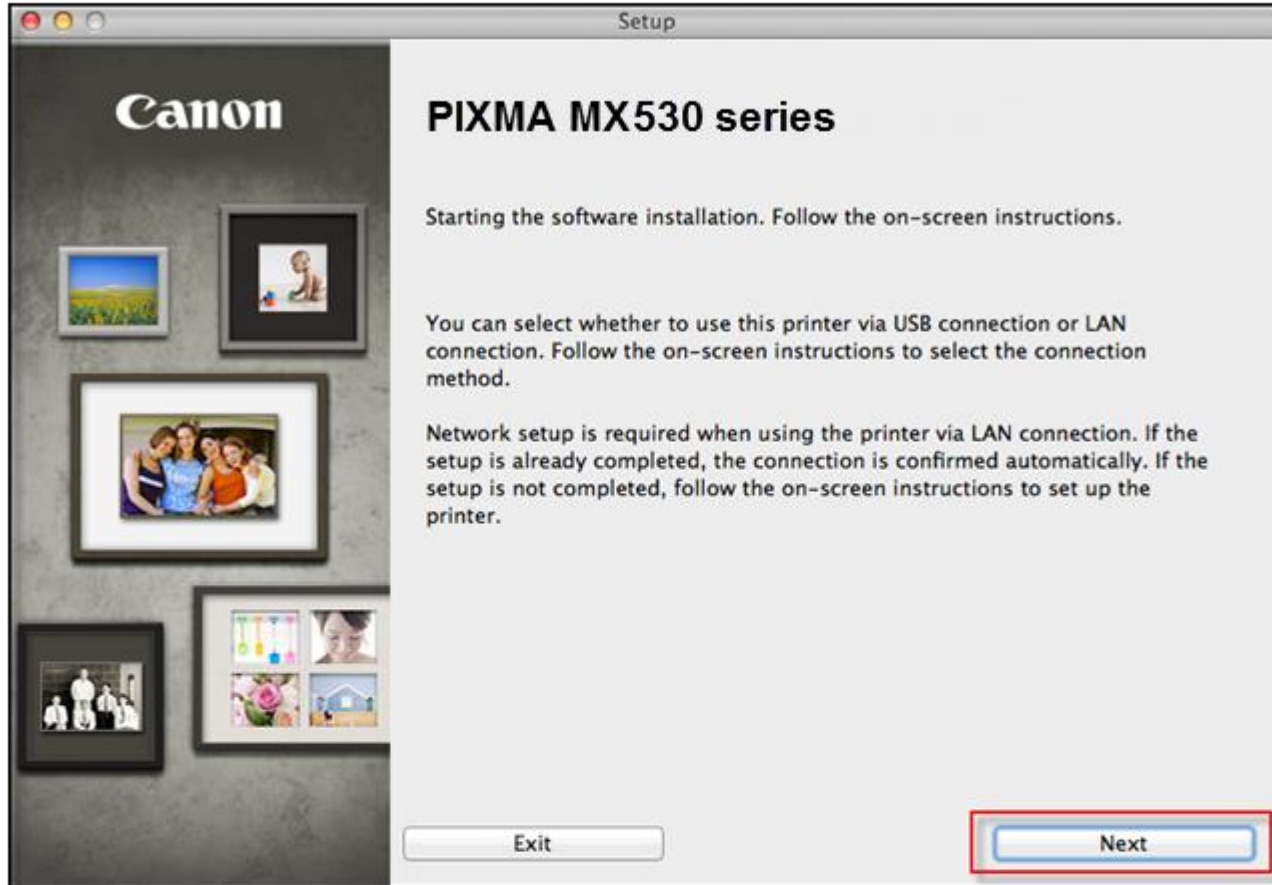 Setup
Canon
PIXMA MX530 series
Starting the software installation. Follow the on-screen instructions.
You can select whether to use this printer via USB connection or LAN
connection. Follow the on-screen instructions to select the connection
method.
Network setup is required when using the printer via LAN connection. If the
setup is already completed, the connection is confirmed automatically. If the
setup is not completed, follow the on-screen instructions to set up the
printer.
Exit
Next